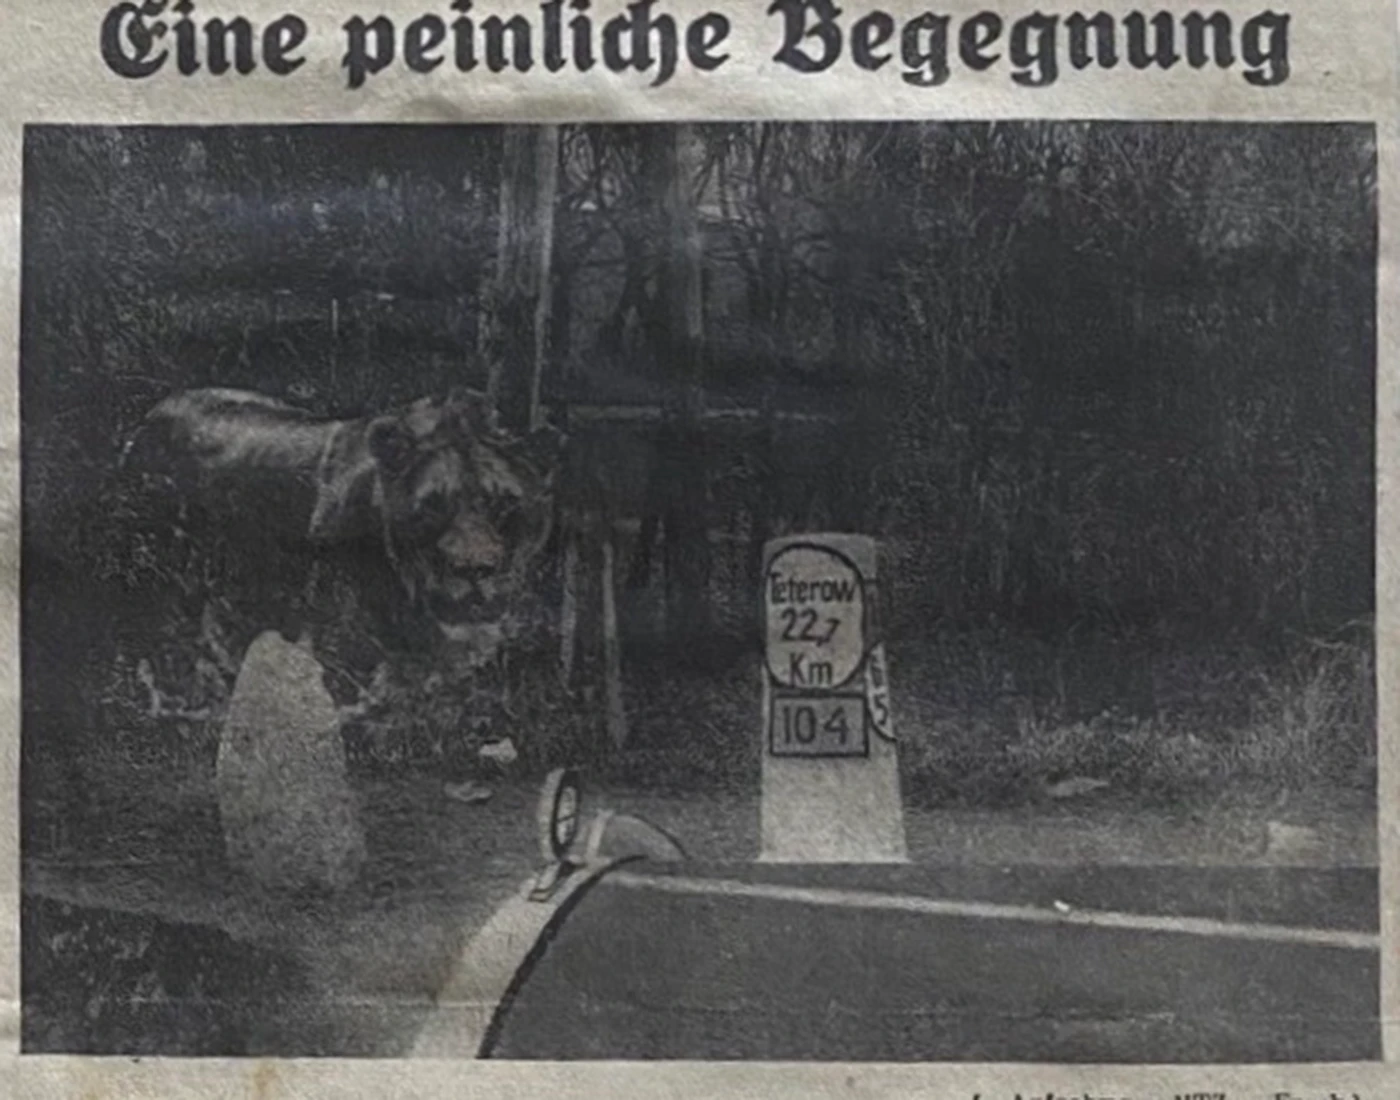 Eine peinliche Begegnung
Teterow
22,7
Km
104